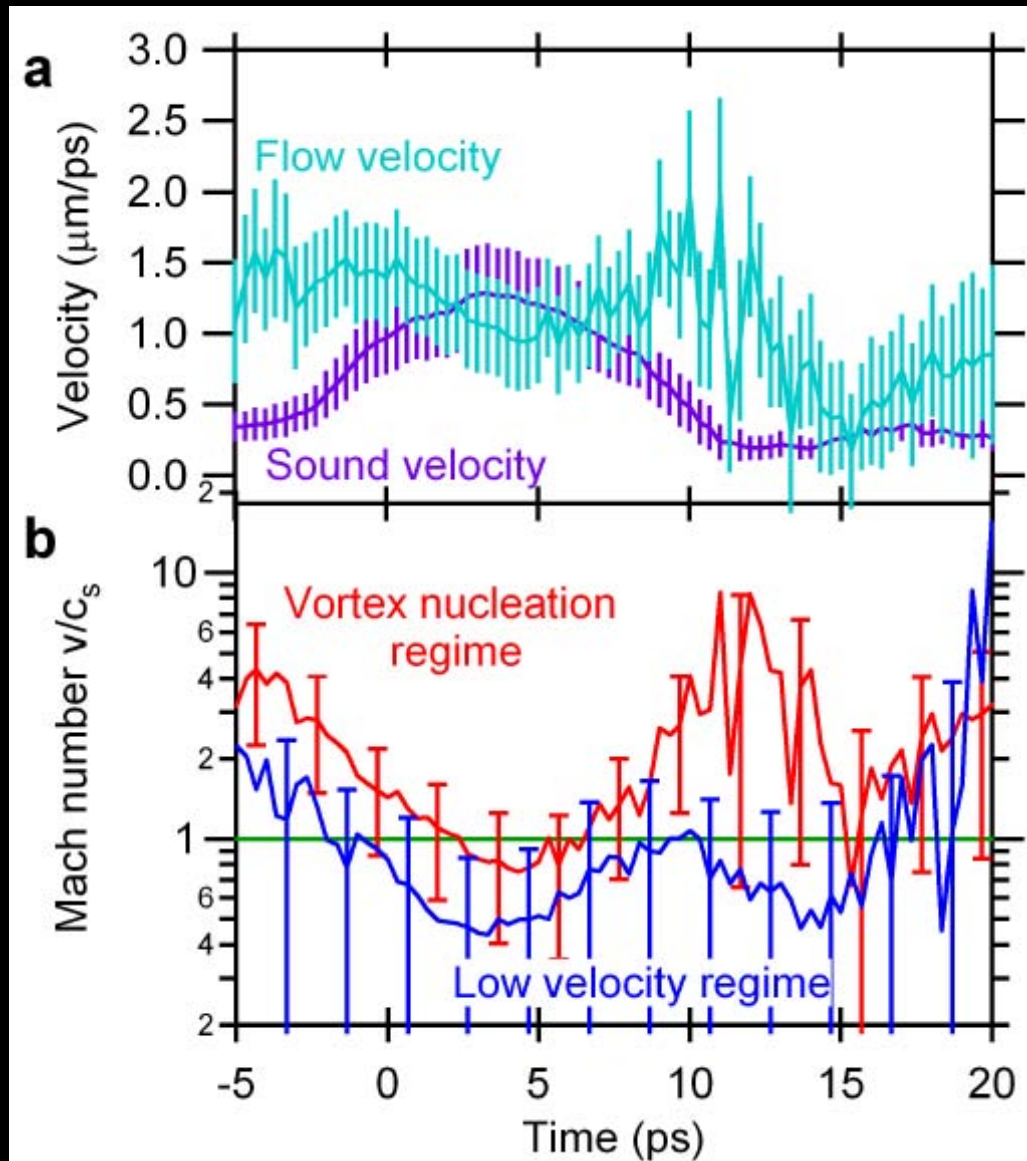 a
3.0
2.5
2.0
1.5
1.0
0.5
0.0
Velocity (μm/ps)
Flow velocity
Sound velocity
b
2
10
6
4
2
1
6
4
2
Mach number v/cₛ
Vortex nucleation
regime
Low velocity regime
-5 0 5 10 15 20
Time (ps)